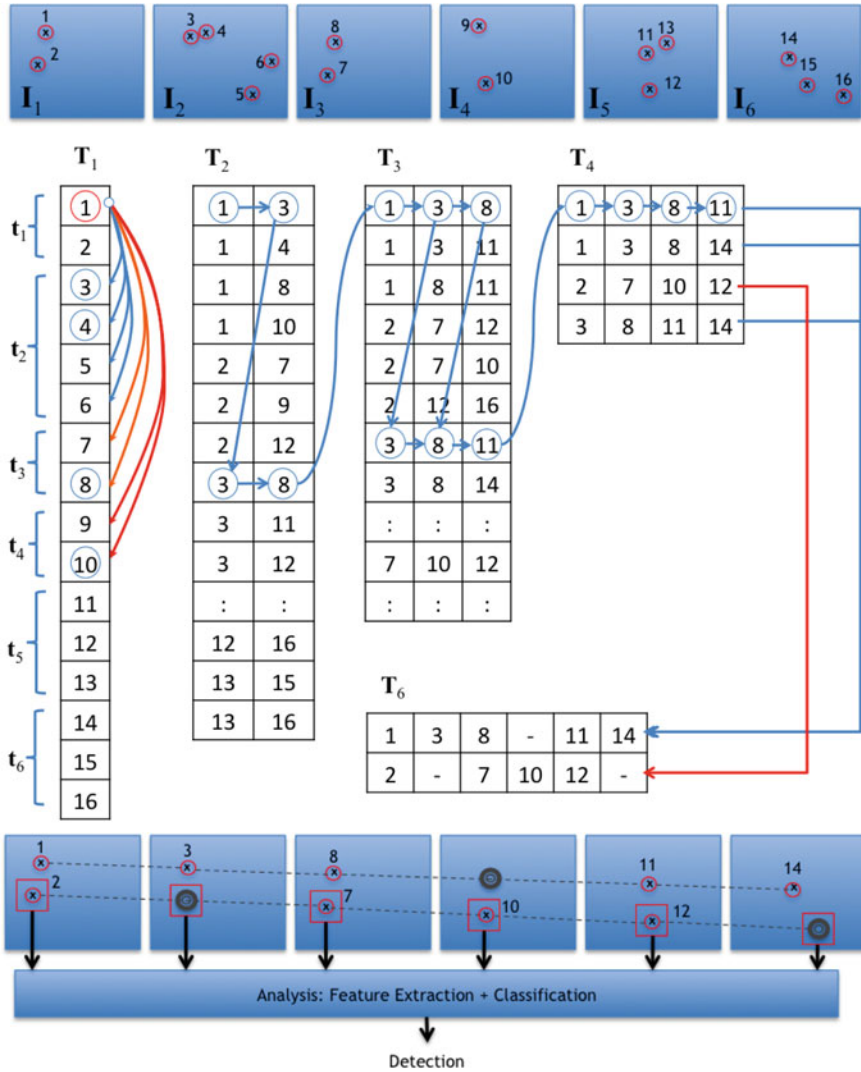 1 3 4 8 9 11 13 14
2 6 7 15
5 10 12 16
I1 I2 I3 I4 I5 I6
T1 T2 T3 T4
t1 t2 t3 t4 t5 t6
1
2
3
4
5
6
7
8
9
10
11
12
13
14
15
16
1 3
1 4
1 8
1 10
2 7
2 9
2 12
3 8
3 11
3 12
: :
12 16
13 15
13 16
1 3 8
1 3 11
1 8 11
2 7 12
2 7 10
2 12 16
3 8 11
3 8 14
: : :
7 10 12
: : :
1 3 8 11
1 3 8 14
2 7 10 12
3 8 11 14
T6
1 3 8 - 11 14
2 - 7 10 12 -
1 3 8 11 14
2 7 10 12
Analysis: Feature Extraction + Classification
Detection